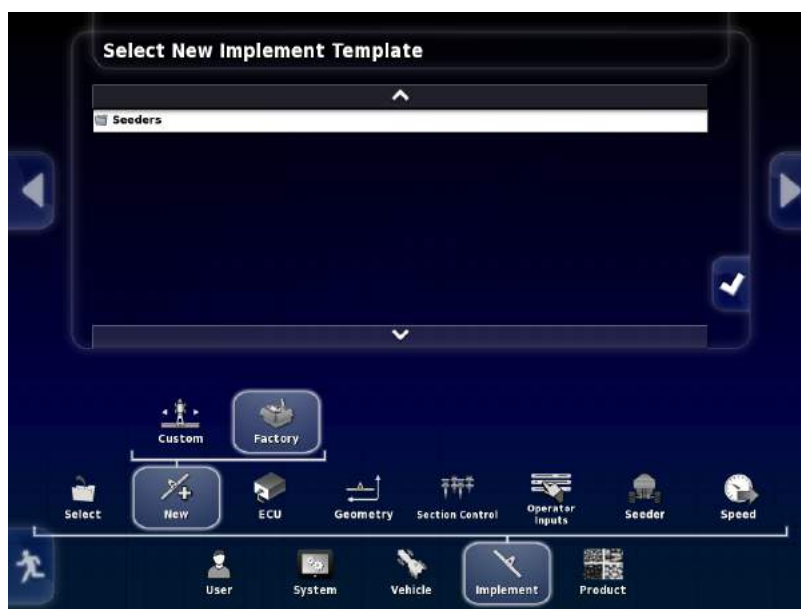 Select New Implement Template
Seeders
Custom
Factory
Select
New
ECU
Geometry
Section Control
Operator
Inputs
Seeder
Speed
User
System
Vehicle
Implement
Product